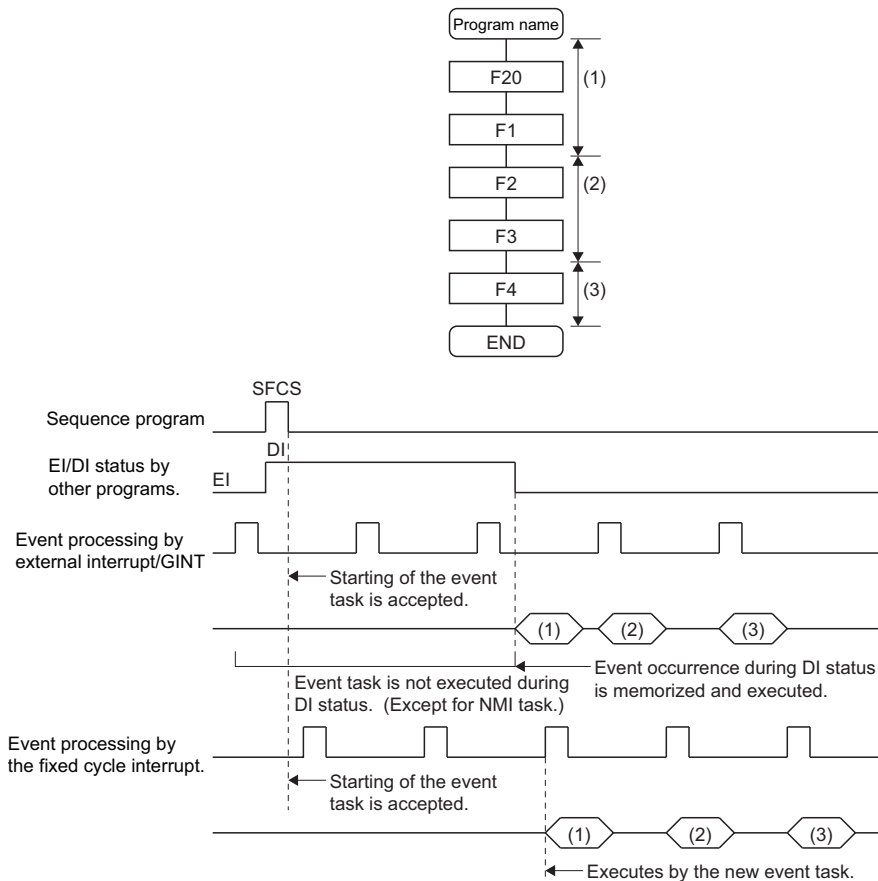 Program name
F20
(1)
F1
F2
(2)
F3
F4
(3)
END
SFCS
Sequence program
DI
EI/DI status by
other programs.
EI
Event processing by
external interrupt/GINT
Starting of the event
task is accepted.
(1)
(2)
(3)
Event task is not executed during
DI status. (Except for NMI task.)
Event occurrence during DI status
is memorized and executed.
Event processing by
the fixed cycle interrupt.
Starting of the event
task is accepted.
(1)
(2)
(3)
Executes by the new event task.